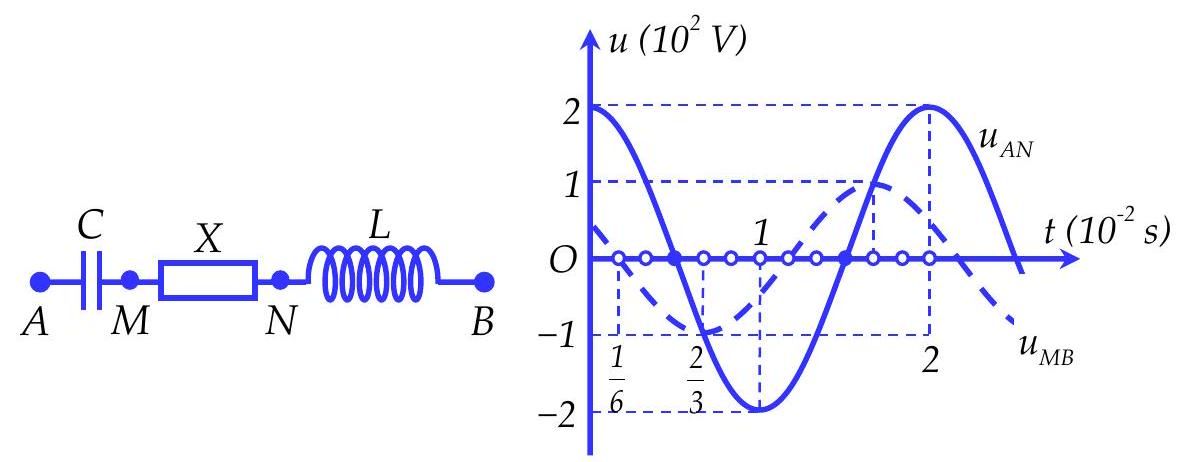 C
X
L
A
M
N
B
u (10² V)
2
1
O
−1
−2
1
t (10⁻² s)
1/6
2/3
2
u_AN
u_MB